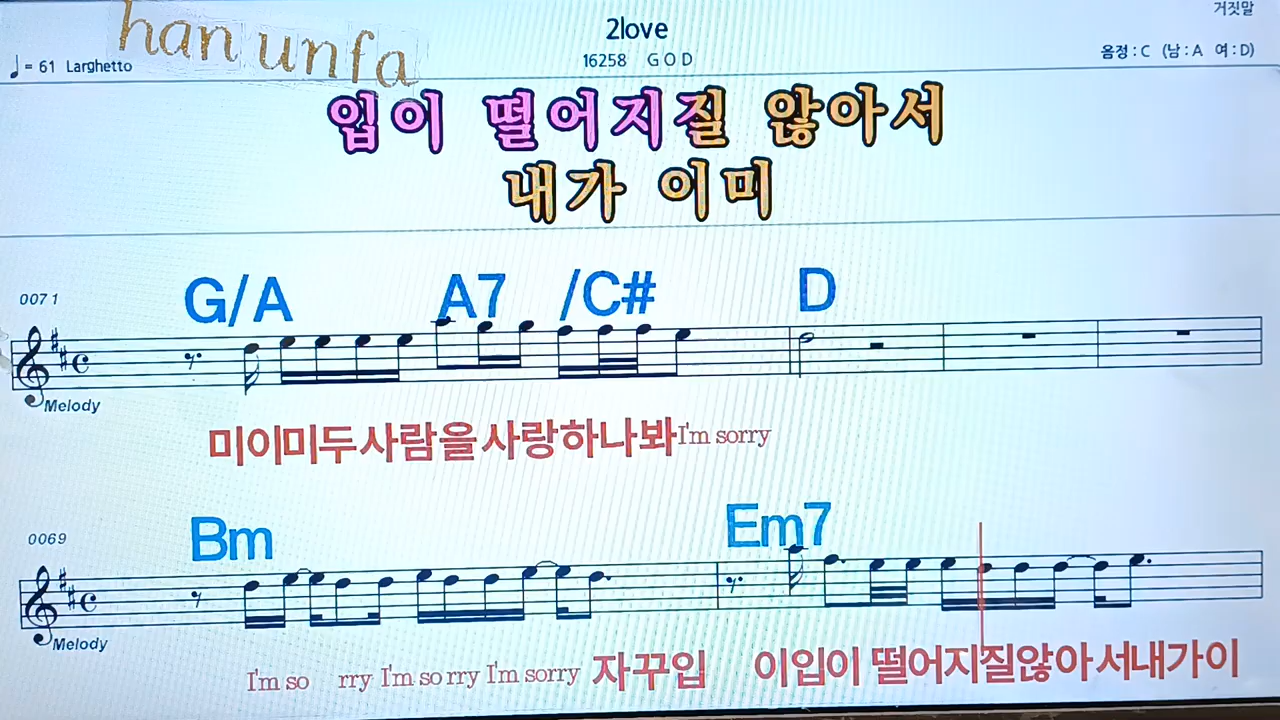 han unfa
2love
거짓말
♩= 61 Larghetto
16258 G O D
음정 : C (남 : A 여 : D)
입이 떨어지질 않아서
내가 이미
0071
G/A A7 /C# D
Melody
미이미두사람을사랑하나봐I'm sorry
0069
Bm Em7
Melody
I'm so rry I'm so rry I'm sorry 자꾸입 이입이 떨어지질않아서내가이